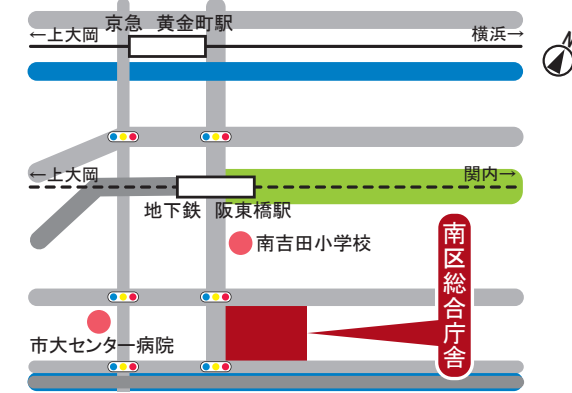 京急 黄金町駅
←上大岡
横浜→
N
←上大岡
関内→
地下鉄 阪東橋駅
南吉田小学校
南区総合庁舎
市大センター病院